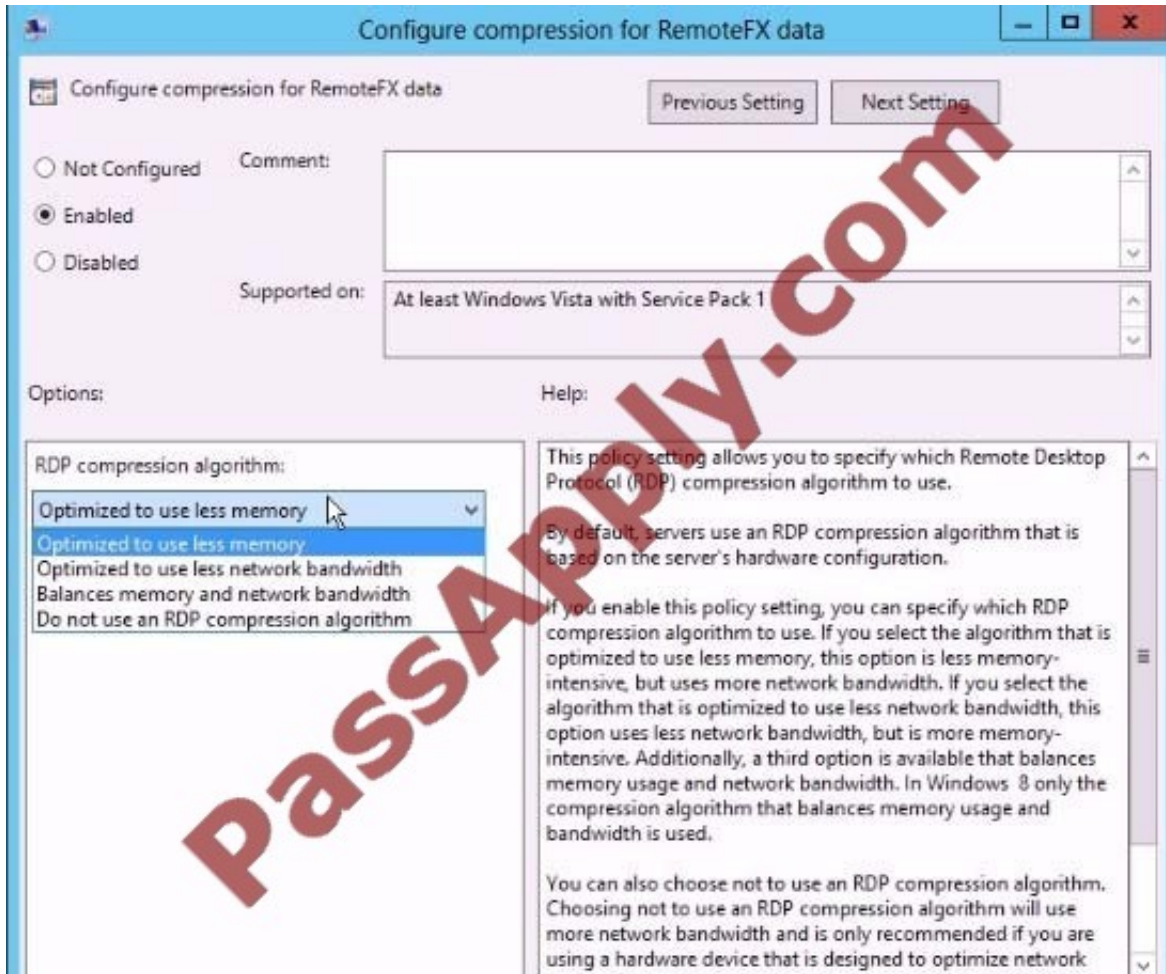 Configure compression for RemoteFX data
Configure compression for RemoteFX data
Previous Setting
Next Setting
Not Configured
Comment:
Enabled
Disabled
Supported on:
At least Windows Vista with Service Pack 1
Options:
Help:
RDP compression algorithm:
Optimized to use less memory
Optimized to use less memory
Optimized to use less network bandwidth
Balances memory and network bandwidth
Do not use an RDP compression algorithm
This policy setting allows you to specify which Remote Desktop
Protocol (RDP) compression algorithm to use.
By default, servers use an RDP compression algorithm that is
based on the server's hardware configuration.
If you enable this policy setting, you can specify which RDP
compression algorithm to use. If you select the algorithm that is
optimized to use less memory, this option is less memory-
intensive, but uses more network bandwidth. If you select the
algorithm that is optimized to use less network bandwidth, this
option uses less network bandwidth, but is more memory-
intensive. Additionally, a third option is available that balances
memory usage and network bandwidth. In Windows 8 only the
compression algorithm that balances memory usage and
bandwidth is used.
You can also choose not to use an RDP compression algorithm.
Choosing not to use an RDP compression algorithm will use
more network bandwidth and is only recommended if you are
using a hardware device that is designed to optimize network
PassApply.com